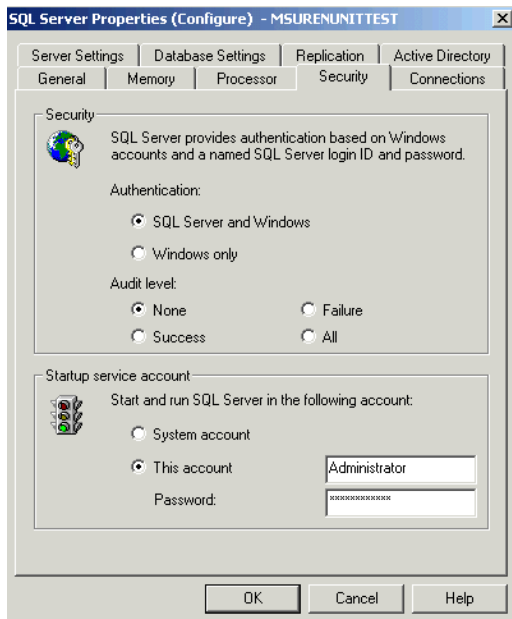 SQL Server Properties (Configure) - MSURENUNITTEST
Server Settings Database Settings Replication Active Directory
General Memory Processor Security Connections
Security
SQL Server provides authentication based on Windows
accounts and a named SQL Server login ID and password.
Authentication:
SQL Server and Windows
Windows only
Audit level:
None Failure
Success All
Startup service account
Start and run SQL Server in the following account:
System account
This account Administrator
Password: ************
OK Cancel Help